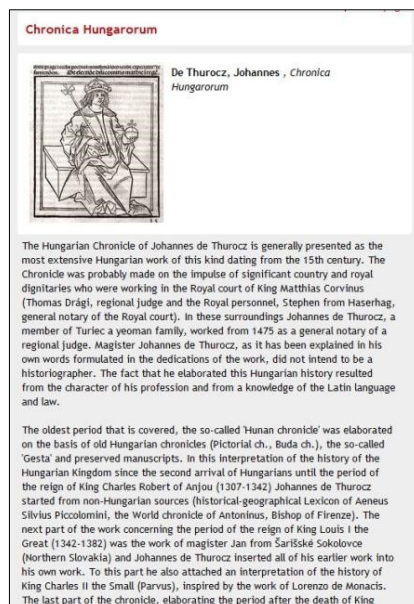 Chronica Hungarorum
De Thurocz, Johannes , Chronica
Hungarorum
The Hungarian Chronicle of Johannes de Thurocz is generally presented as the
most extensive Hungarian work of this kind dating from the 15th century. The
Chronicle was probably made on the impulse of significant country and royal
dignitaries who were working in the Royal court of King Matthias Corvinus
(Thomas Drági, regional judge and the Royal personnel, Stephen from Haserhag,
general notary of the Royal court). In these surroundings Johannes de Thurocz, a
member of Turiec a yeoman family, worked from 1475 as a general notary of a
regional judge. Magister Johannes de Thurocz, as it has been explained in his
own words formulated in the dedications of the work, did not intend to be a
historiographer. The fact that he elaborated this Hungarian history resulted
from the character of his profession and from a knowledge of the Latin language
and law.
The oldest period that is covered, the so-called 'Hunan chronicle' was elaborated
on the basis of old Hungarian chronicles (Pictorial ch., Buda ch.), the so-called
'Gesta' and preserved manuscripts. In this interpretation of the history of the
Hungarian Kingdom since the second arrival of Hungarians until the period of
the reign of King Charles Robert of Anjou (1307-1342) Johannes de Thurocz
started from non-Hungarian sources (historical-geographical Lexicon of Aeneus
Silvius Piccolomini, the World chronicle of Antoninus, Bishop of Firenze). The
next part of the work concerning the period of the reign of King Louis I the
Great (1342-1382) was the work of magister Jan from Šarišské Sokolovce
(Northern Slovakia) and Johannes de Thurocz inserted all of his earlier work into
his own work. To this part he also attached an interpretation of the history of
King Charles II the Small (Parvus), inspired by the work of Lorenzo de Monacis.
The last part of the chronicle, elaborating the period after the death of King